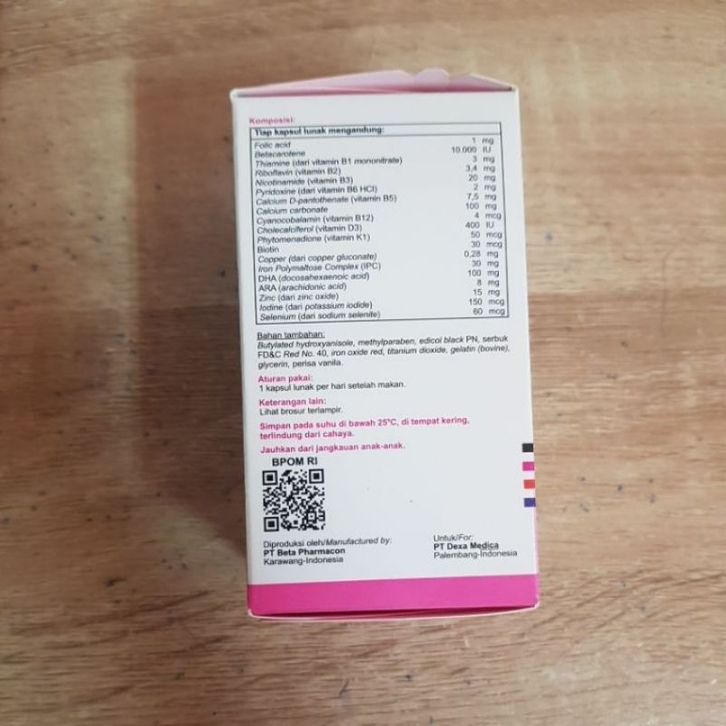 Komposisi:
Tiap kapsul lunak mengandung:
Folic acid 1 mg
Betacarotene 10.000 IU
Thiamine (dari vitamin B1 mononitrate) 3 mg
Riboflavin (vitamin B2) 3,4 mg
Nicotinamide (vitamin B3) 20 mg
Pyridoxine (dari vitamin B6 HCl) 2 mg
Calcium D-pantothenate (vitamin B5) 7,5 mg
Calcium carbonate 100 mg
Cyanocobalamin (vitamin B12) 4 mcg
Cholecalciferol (vitamin D3) 400 IU
Phytomenadione (vitamin K1) 50 mcg
Biotin 30 mcg
Copper (dari copper gluconate) 0,28 mg
Iron Polymaltose Complex (IPC) 30 mg
DHA (docosahexaenoic acid) 100 mg
ARA (arachidonic acid) 8 mg
Zinc (dari zinc oxide) 15 mg
Iodine (dari potassium iodide) 150 mcg
Selenium (dari sodium selenite) 60 mcg
Bahan tambahan:
Butylated hydroxyanisole, methylparaben, edicol black PN, serbuk
FD&C Red No. 40, iron oxide red, titanium dioxide, gelatin (bovine),
glycerin, perisa vanila.
Aturan pakai:
1 kapsul lunak per hari setelah makan.
Keterangan lain:
Lihat brosur terlampir.
Simpan pada suhu di bawah 25°C, di tempat kering,
terlindung dari cahaya.
Jauhkan dari jangkauan anak-anak.
BPOM RI
Diproduksi oleh/Manufactured by:
PT Beta Pharmacon
Karawang-Indonesia
Untuk/For:
PT Dexa Medica
Palembang-Indonesia